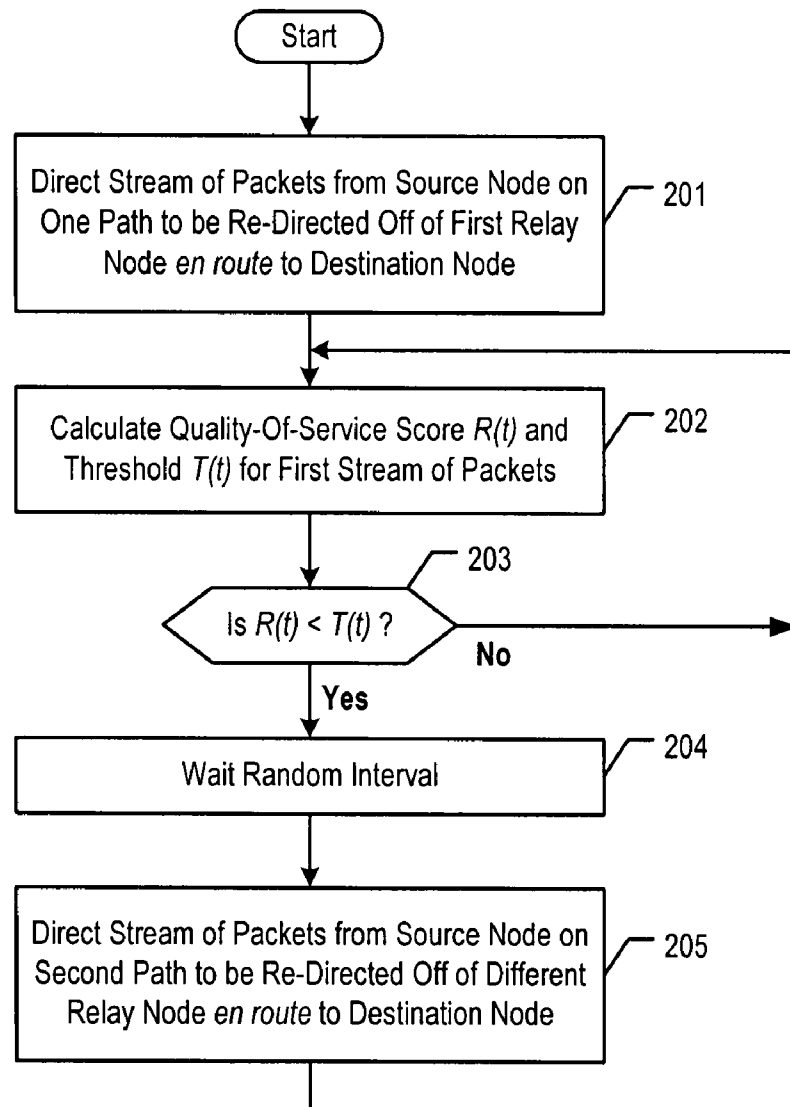 Start
Direct Stream of Packets from Source Node on
One Path to be Re-Directed Off of First Relay
Node en route to Destination Node
201
Calculate Quality-Of-Service Score R(t) and
Threshold T(t) for First Stream of Packets
202
203
Is R(t) < T(t) ?
No
Yes
Wait Random Interval
204
Direct Stream of Packets from Source Node on
Second Path to be Re-Directed Off of Different
Relay Node en route to Destination Node
205